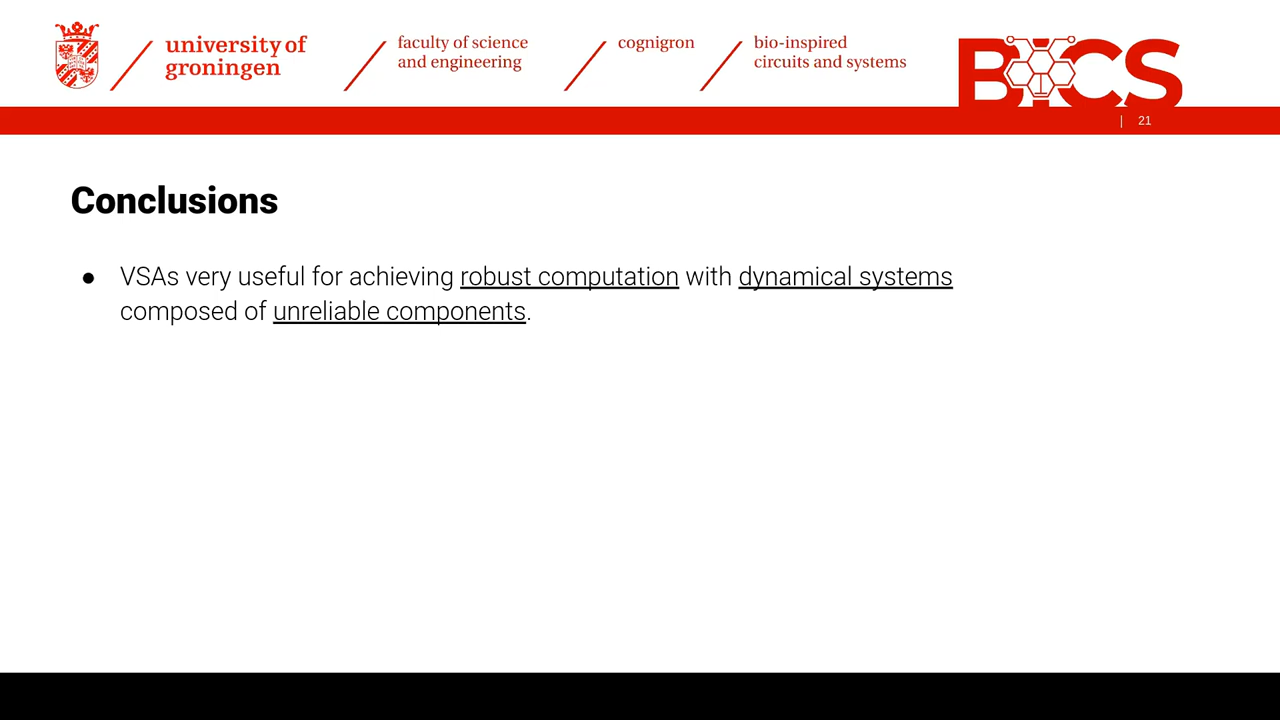 university of
groningen
faculty of science
and engineering
cognigron
bio-inspired
circuits and systems
BICS
| 21
Conclusions
● VSAs very useful for achieving robust computation with dynamical systems
composed of unreliable components.